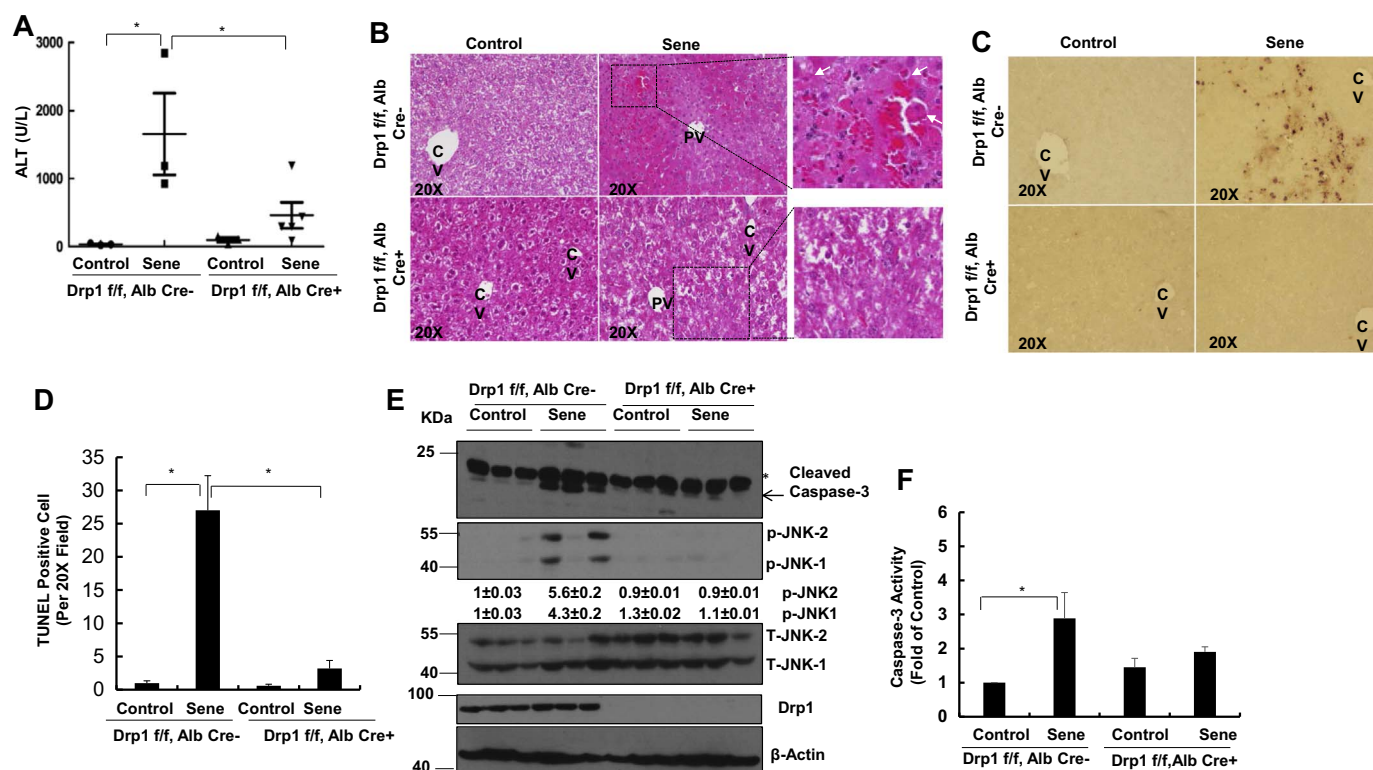 A
ALT (U/L)
3000
2000
1000
0
*
*
Control Sene Control Sene
Drp1 f/f, Alb Cre- Drp1 f/f, Alb Cre+
B
Control Sene
Drp1 f/f, Alb
Cre-
C
V
20X
PV
20X
Drp1 f/f, Alb
Cre+
C
V
C
V
20X
C
V
PV
20X
C
Control Sene
Drp1 f/f, Alb
Cre-
C
V
20X
C
V
20X
Drp1 f/f, Alb
Cre+
C
V
20X
C
V
20X
D
TUNEL Positive Cell
(Per 20X Field)
35
30
25
20
15
10
5
0
*
*
Control Sene Control Sene
Drp1 f/f, Alb Cre- Drp1 f/f, Alb Cre+
E
Drp1 f/f, Alb Cre- Drp1 f/f, Alb Cre+
KDa Control Sene Control Sene
25
* Cleaved
Caspase-3
55 p-JNK-2
40 p-JNK-1
1±0.03 5.6±0.2 0.9±0.01 0.9±0.01 p-JNK2
1±0.03 4.3±0.2 1.3±0.02 1.1±0.01 p-JNK1
55 T-JNK-2
40 T-JNK-1
100
Drp1
β-Actin
40
F
Caspase-3 Activity
(Fold of Control)
6
5
4
3
2
1
0
*
Control Sene Control Sene
Drp1 f/f, Alb Cre- Drp1 f/f,Alb Cre+